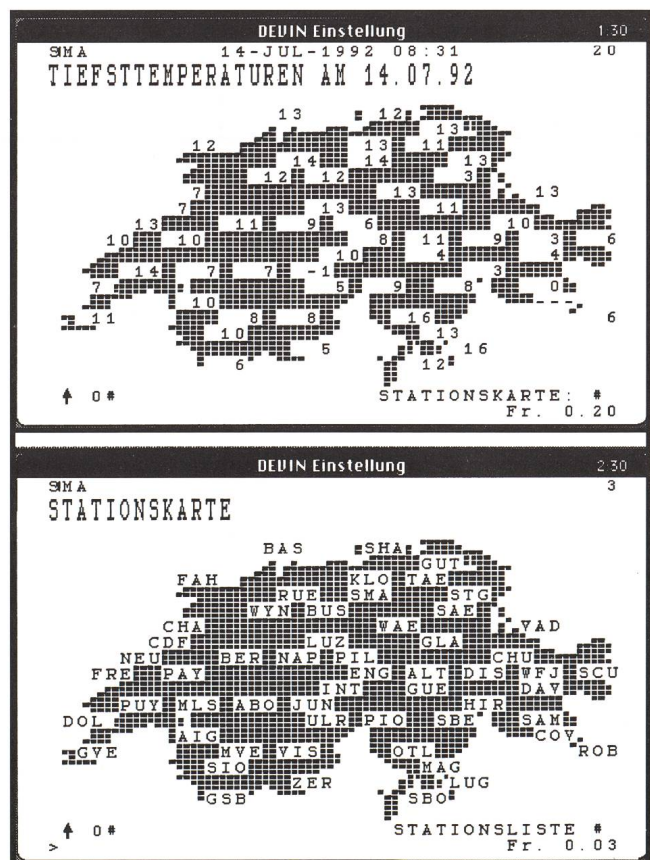 DEVIN Einstellung 1:30
SMA 14-JUL-1992 08:31 20
TIEFSTTEMPERATUREN AM 14.07.92
13 12
13
12 13 11
14 14 13
12 12 3
7 13 13
7 13 11
13 11 9 6 10
10 10 8 11 9 3 6
10 4 4
14 7 7 -1 3
7 5 9 8 0
10 ---
11 8 8 16 6
10 13
5 16
6 12
0# STATIONSKARTE: #
Fr. 0.20
DEVIN Einstellung 2:30
SMA 3
STATIONSKARTE
BAS SHA
GUT
FAH KLO TAE
RUE SMA STG
WYN BUS SAE
CHA WAE VAD
CDF LUZ GLA
NEU BER NAP PIL CHU
FRE PAY ENG ALT DIS WFJ SCU
INT GUE DAV
PUY MLS ABO JUN HIR
DOL ULR PIO SBE SAM
AIG COV
GVE MVE VIS OTL ROB
SIO MAG
ZER LUG
GSB SBO
0# STATIONSLISTE #
> Fr. 0.03